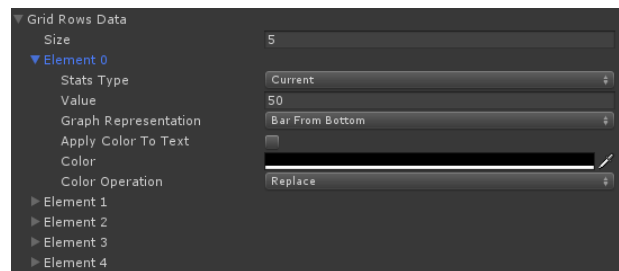 Grid Rows Data
Size 5
Element 0
Stats Type Current
Value 50
Graph Representation Bar From Bottom
Apply Color To Text
Color
Color Operation Replace
Element 1
Element 2
Element 3
Element 4